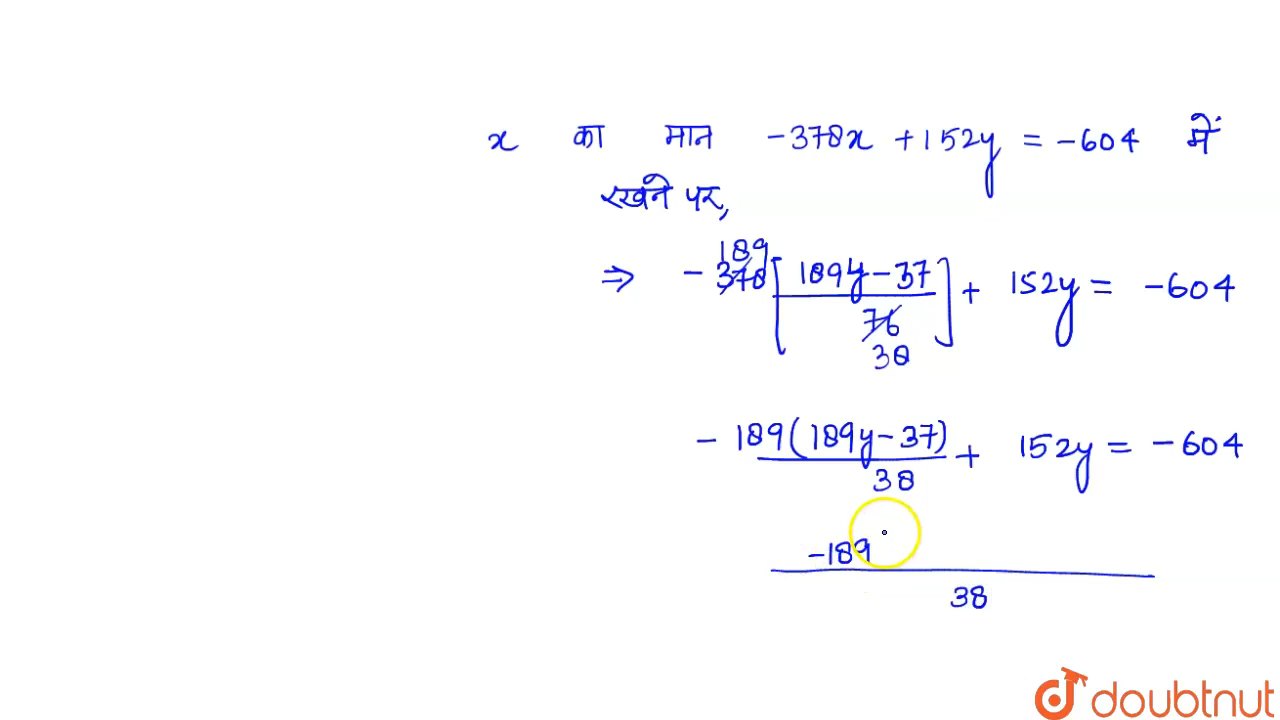 x का मान -378x + 152y = -604 में
रखने पर,
189
⇒ -378[189y - 37 + 152y = -604
76]
38
-189(189y - 37) + 152y = -604
38
-189
38
doubtnut